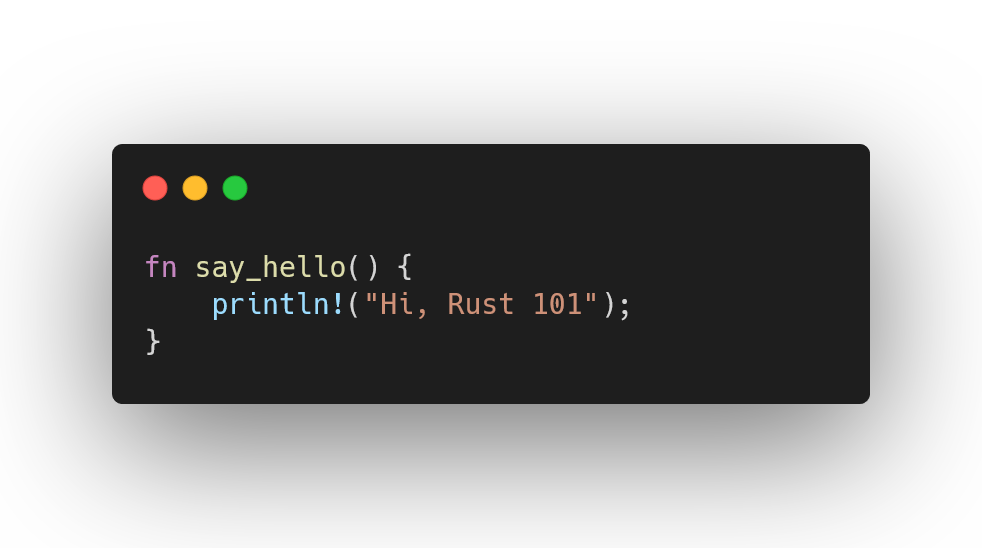 fn say_hello() {
    println!("Hi, Rust 101");
}